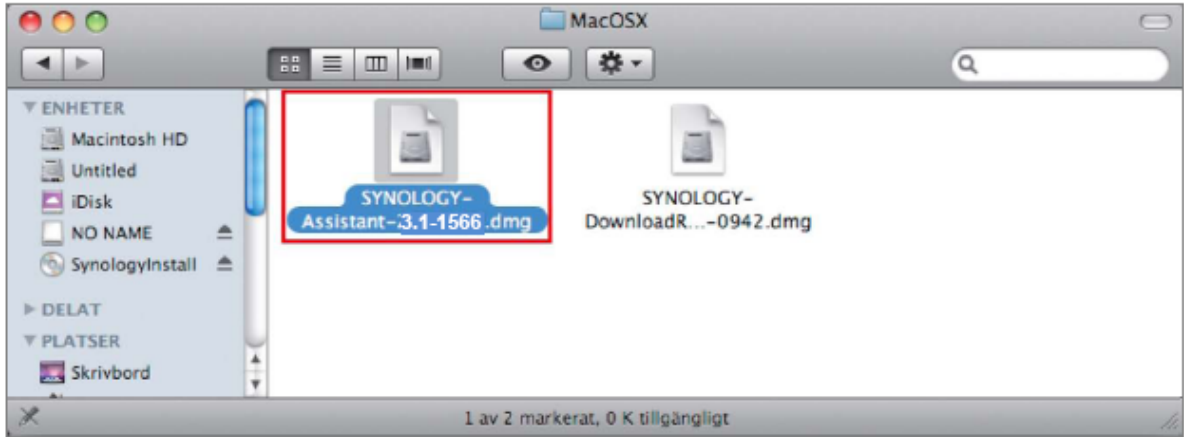 MacOSX
ENHETER
Macintosh HD
Untitled
iDisk
NO NAME
SynologyInstall
DELAT
PLATSER
Skrivbord
SYNOLOGY-
Assistant-3.1-1566.dmg
SYNOLOGY-
DownloadR...-0942.dmg
1 av 2 markerat, 0 K tillgängligt